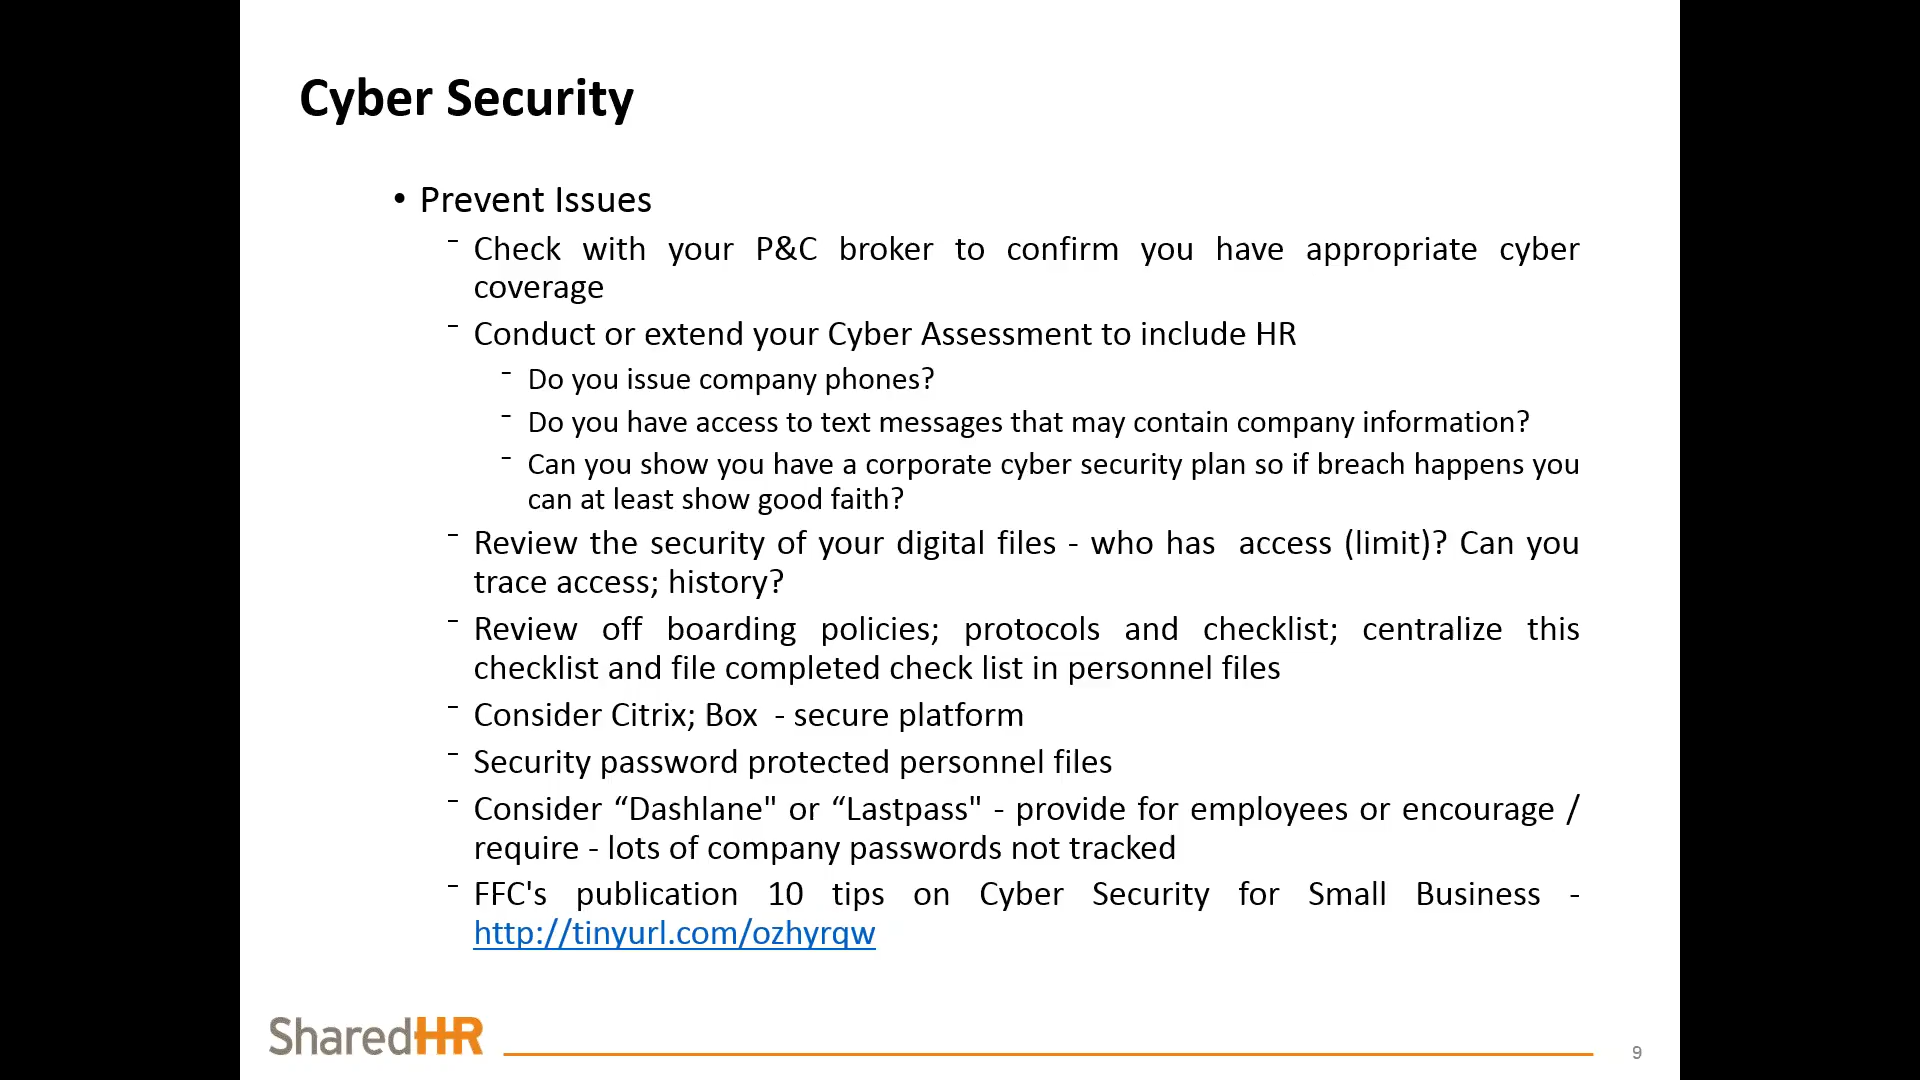 Cyber Security
• Prevent Issues
- Check with your P&C broker to confirm you have appropriate cyber
coverage
- Conduct or extend your Cyber Assessment to include HR
- Do you issue company phones?
- Do you have access to text messages that may contain company information?
- Can you show you have a corporate cyber security plan so if breach happens you
can at least show good faith?
- Review the security of your digital files - who has  access (limit)? Can you
trace access; history?
- Review off boarding policies; protocols and checklist; centralize this
checklist and file completed check list in personnel files
- Consider Citrix; Box  - secure platform
- Security password protected personnel files
- Consider “Dashlane" or “Lastpass" - provide for employees or encourage /
require - lots of company passwords not tracked
- FFC's publication 10 tips on Cyber Security for Small Business -
http://tinyurl.com/ozhyrqw
SharedHR
9